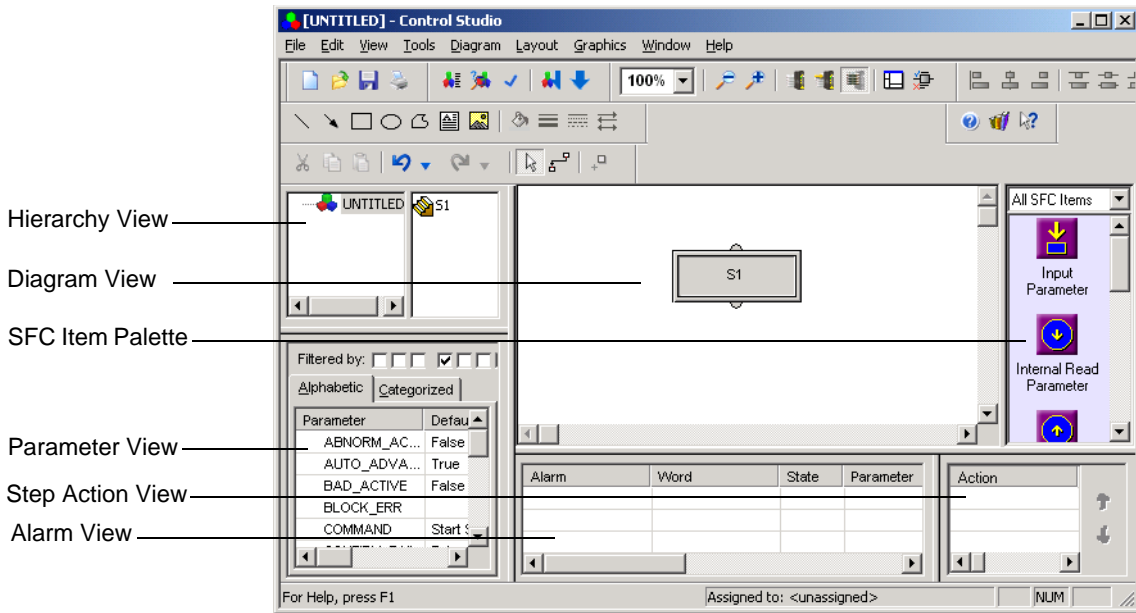 [UNTITLED] - Control Studio
File Edit View Tools Diagram Layout Graphics Window Help
100%
Hierarchy View
UNTITLED
S1
S1
All SFC Items
Input
Parameter
Diagram View
SFC Item Palette
Internal Read
Parameter
Filtered by:
Alphabetic Categorized
Parameter Defau
Parameter View
ABNORM_AC... False
AUTO_ADVA... True
BAD_ACTIVE False
BLOCK_ERR
COMMAND Start
Step Action View
Alarm View
Alarm Word State Parameter
Action
For Help, press F1
Assigned to: <unassigned>
NUM